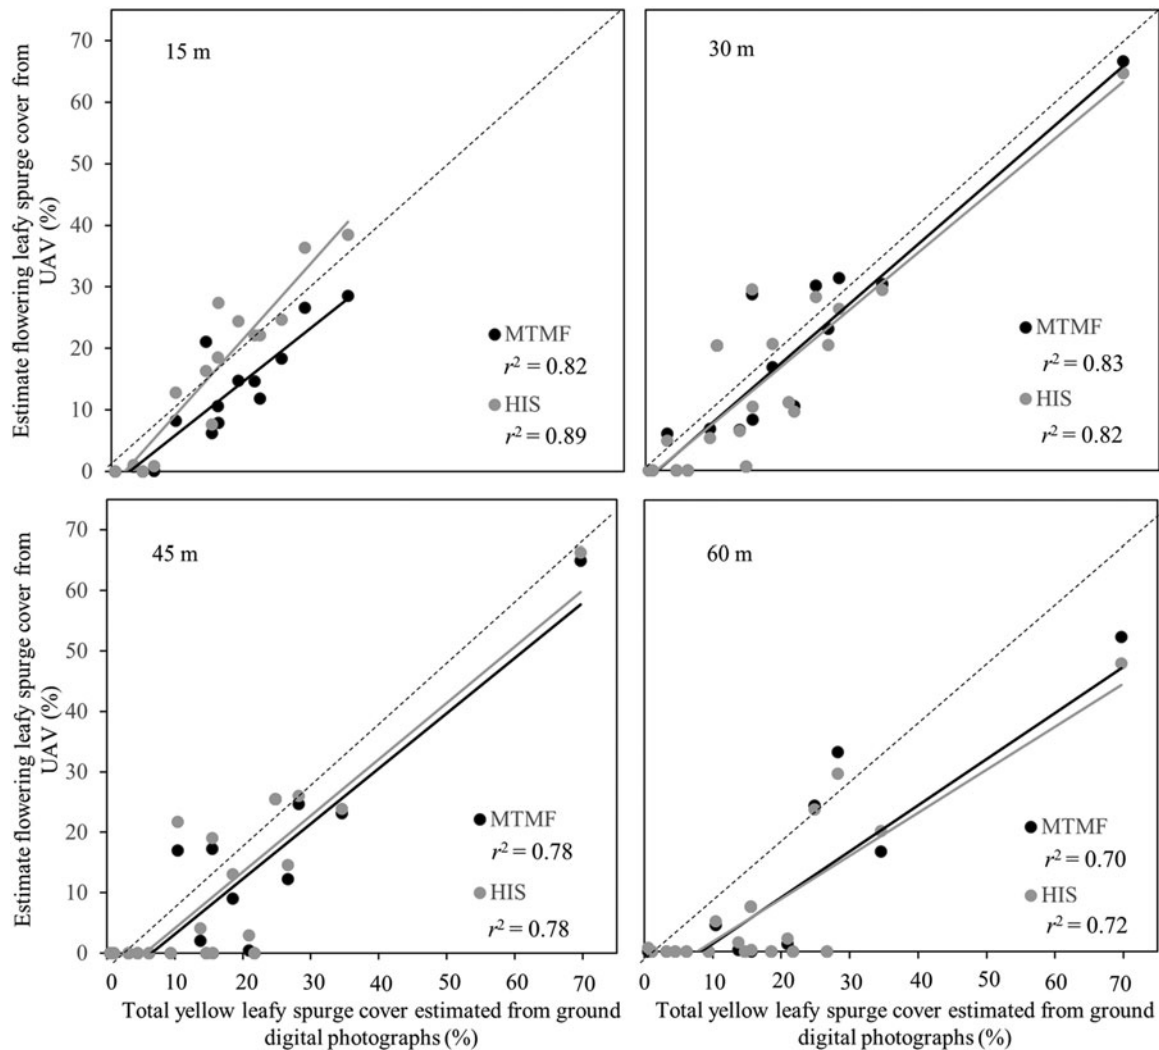 Estimate flowering leafy spurge cover from
UAV (%)
70
60
50
40
30
20
10
0
15 m
MTMF
r² = 0.82
HIS
r² = 0.89
30 m
MTMF
r² = 0.83
HIS
r² = 0.82
Estimate flowering leafy spurge cover from
UAV (%)
70
60
50
40
30
20
10
0
45 m
MTMF
r² = 0.78
HIS
r² = 0.78
10 20 30 40 50 60 70
Total yellow leafy spurge cover estimated from ground
digital photographs (%)
60 m
MTMF
r² = 0.70
HIS
r² = 0.72
0 10 20 30 40 50 60 70
Total yellow leafy spurge cover estimated from ground
digital photographs (%)